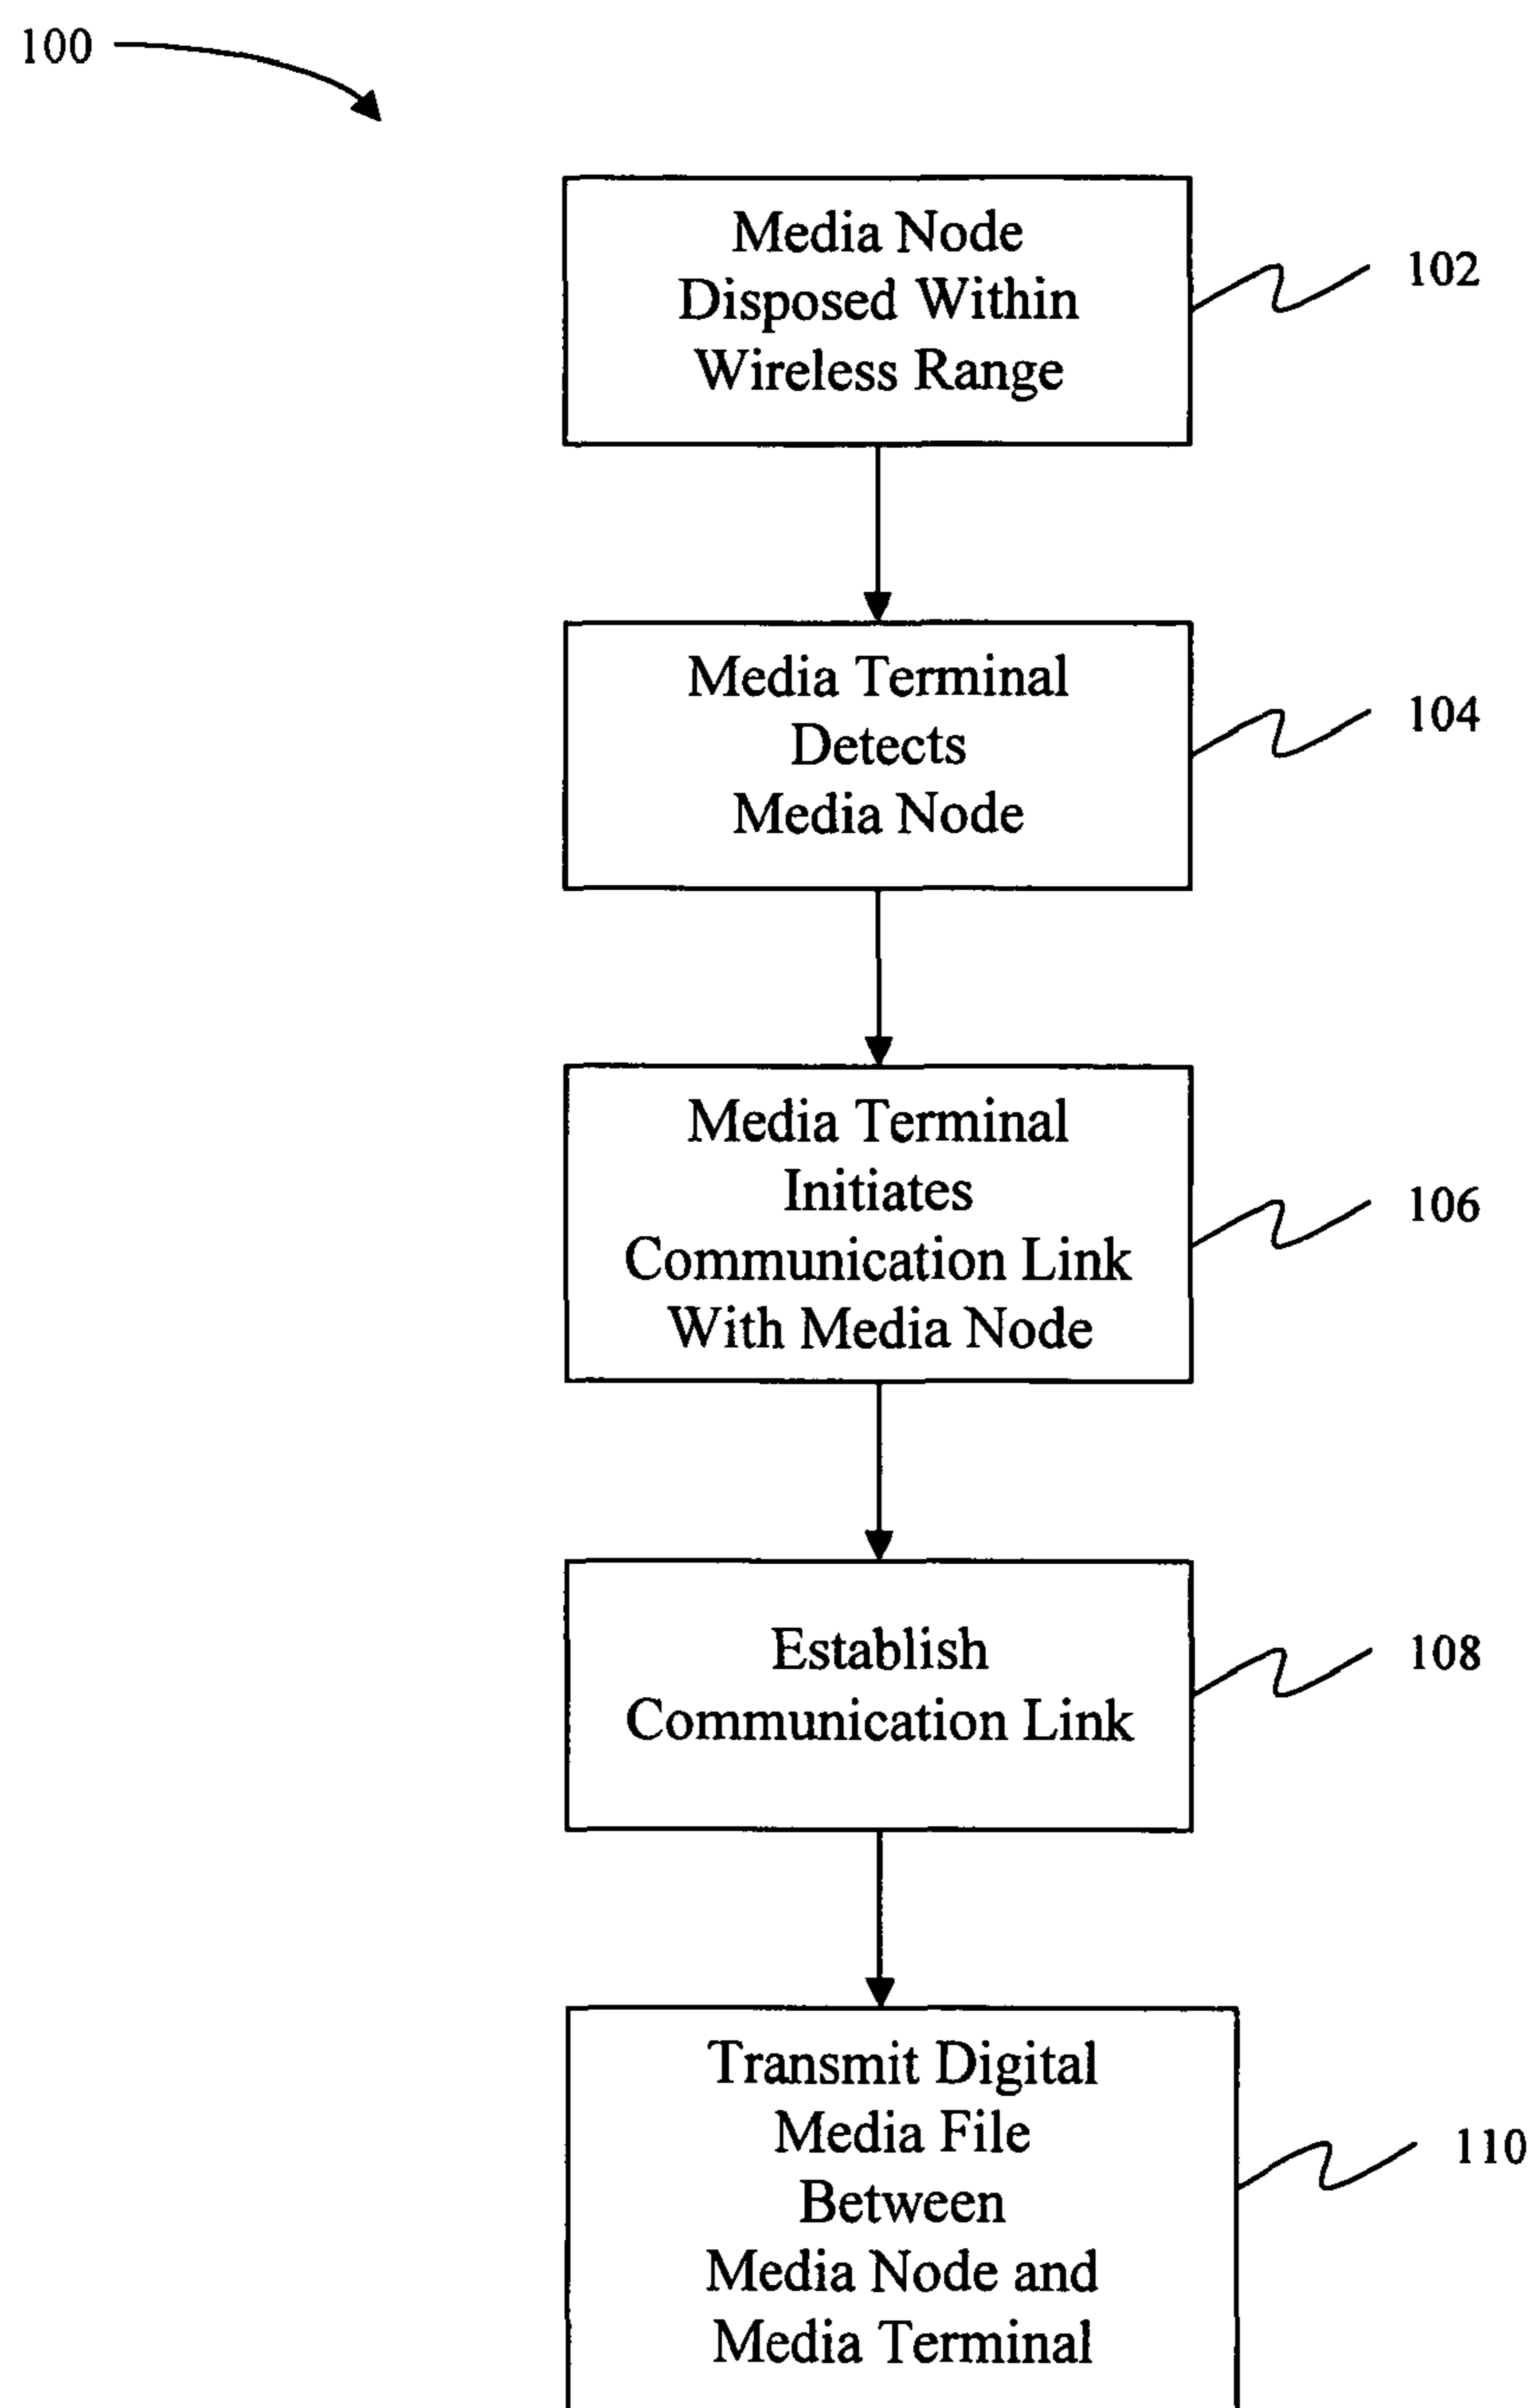 100
Media Node
Disposed Within
Wireless Range
102
Media Terminal
Detects
Media Node
104
Media Terminal
Initiates
Communication Link
With Media Node
106
Establish
Communication Link
108
Transmit Digital
Media File
Between
Media Node and
Media Terminal
110